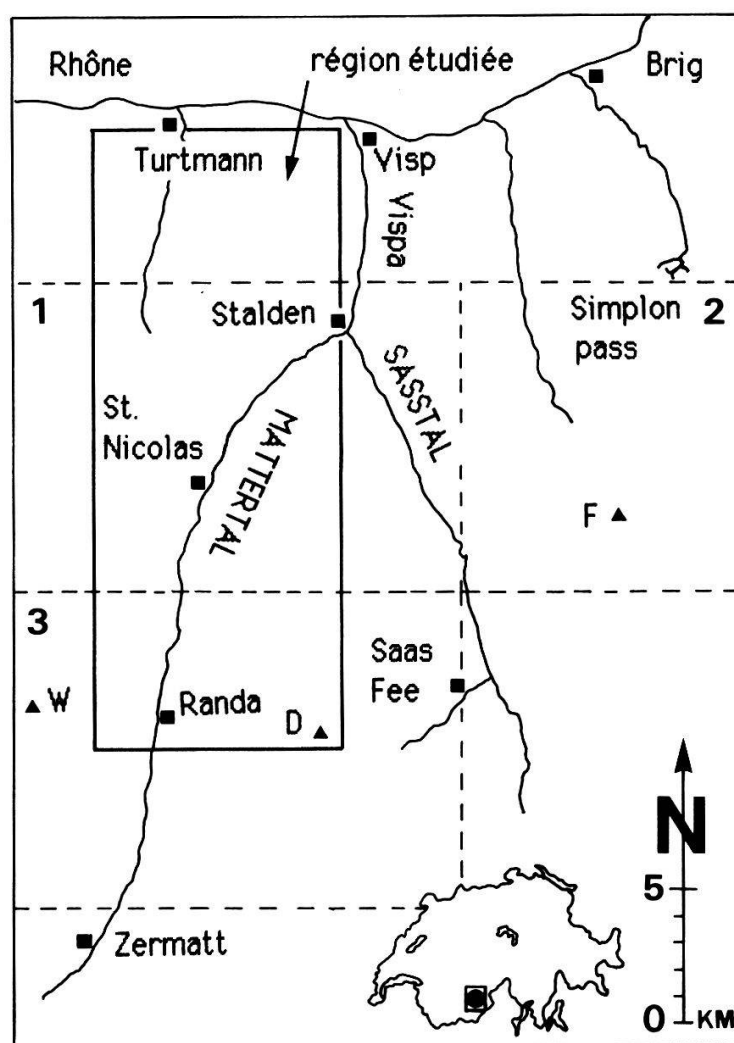 région étudiée
Rhône
Brig
Turtmann
Visp
Vispa
1
Stalden
Simplon
pass
2
SASSTAL
St.
Nicolas
MATTERTAL
F
3
Saas
Fee
W
Randa
D
N
5
Zermatt
0 KM